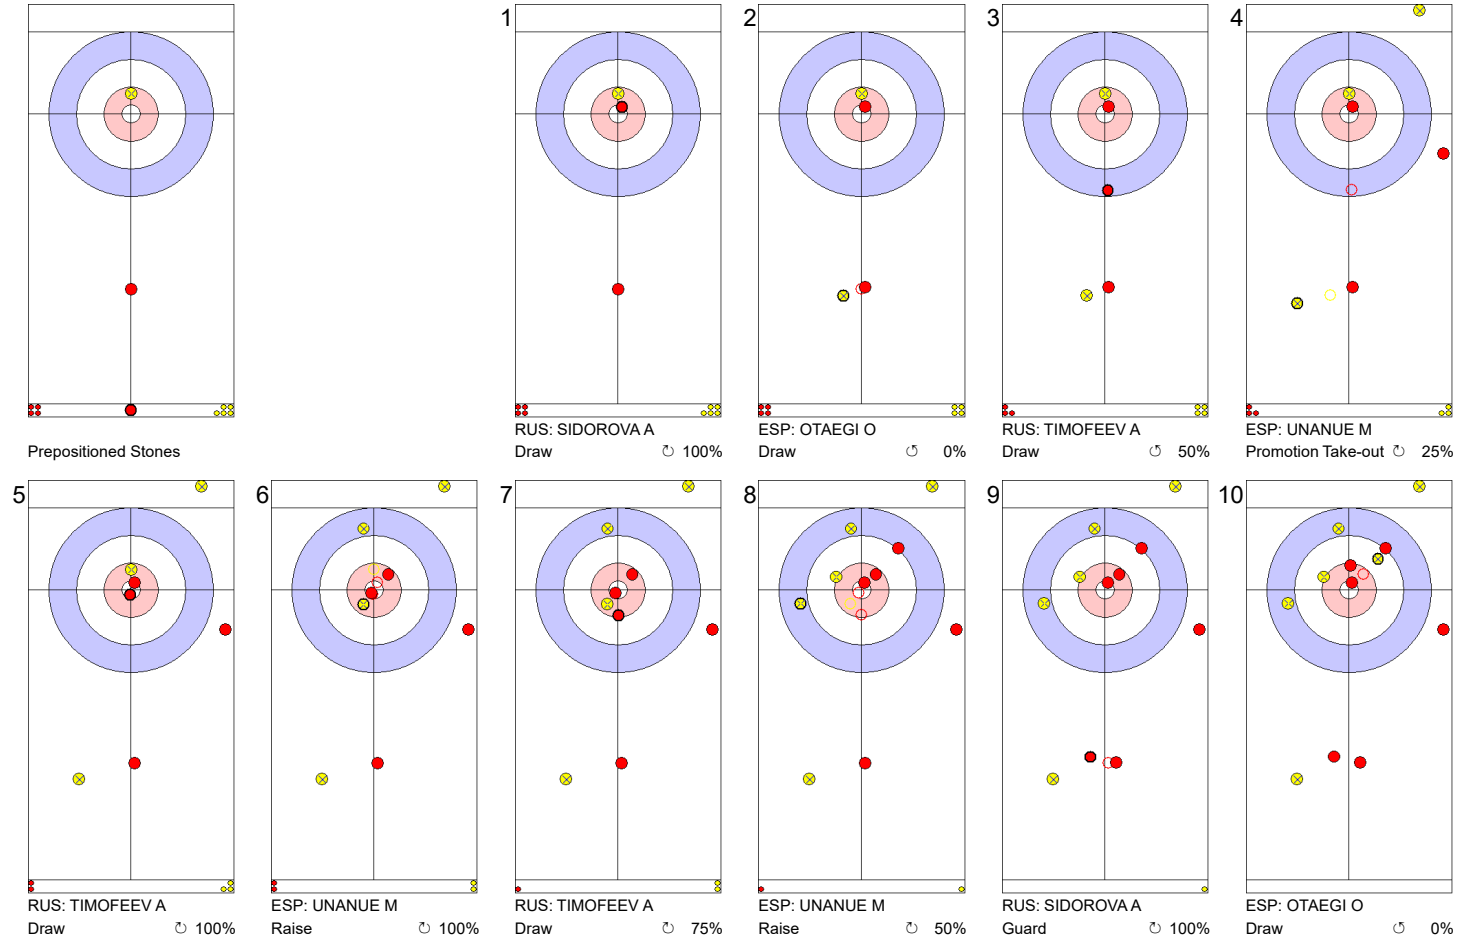 1
2
3
4
Prepositioned Stones
RUS: SIDOROVA A
Draw ↻ 100%
ESP: OTAEGI O
Draw ↺ 0%
RUS: TIMOFEEV A
Draw ↺ 50%
ESP: UNANUE M
Promotion Take-out ↻ 25%
5
6
7
8
9
10
RUS: TIMOFEEV A
Draw ↻ 100%
ESP: UNANUE M
Raise ↻ 100%
RUS: TIMOFEEV A
Draw ↻ 75%
ESP: UNANUE M
Raise ↻ 50%
RUS: SIDOROVA A
Guard ↻ 100%
ESP: OTAEGI O
Draw ↺ 0%